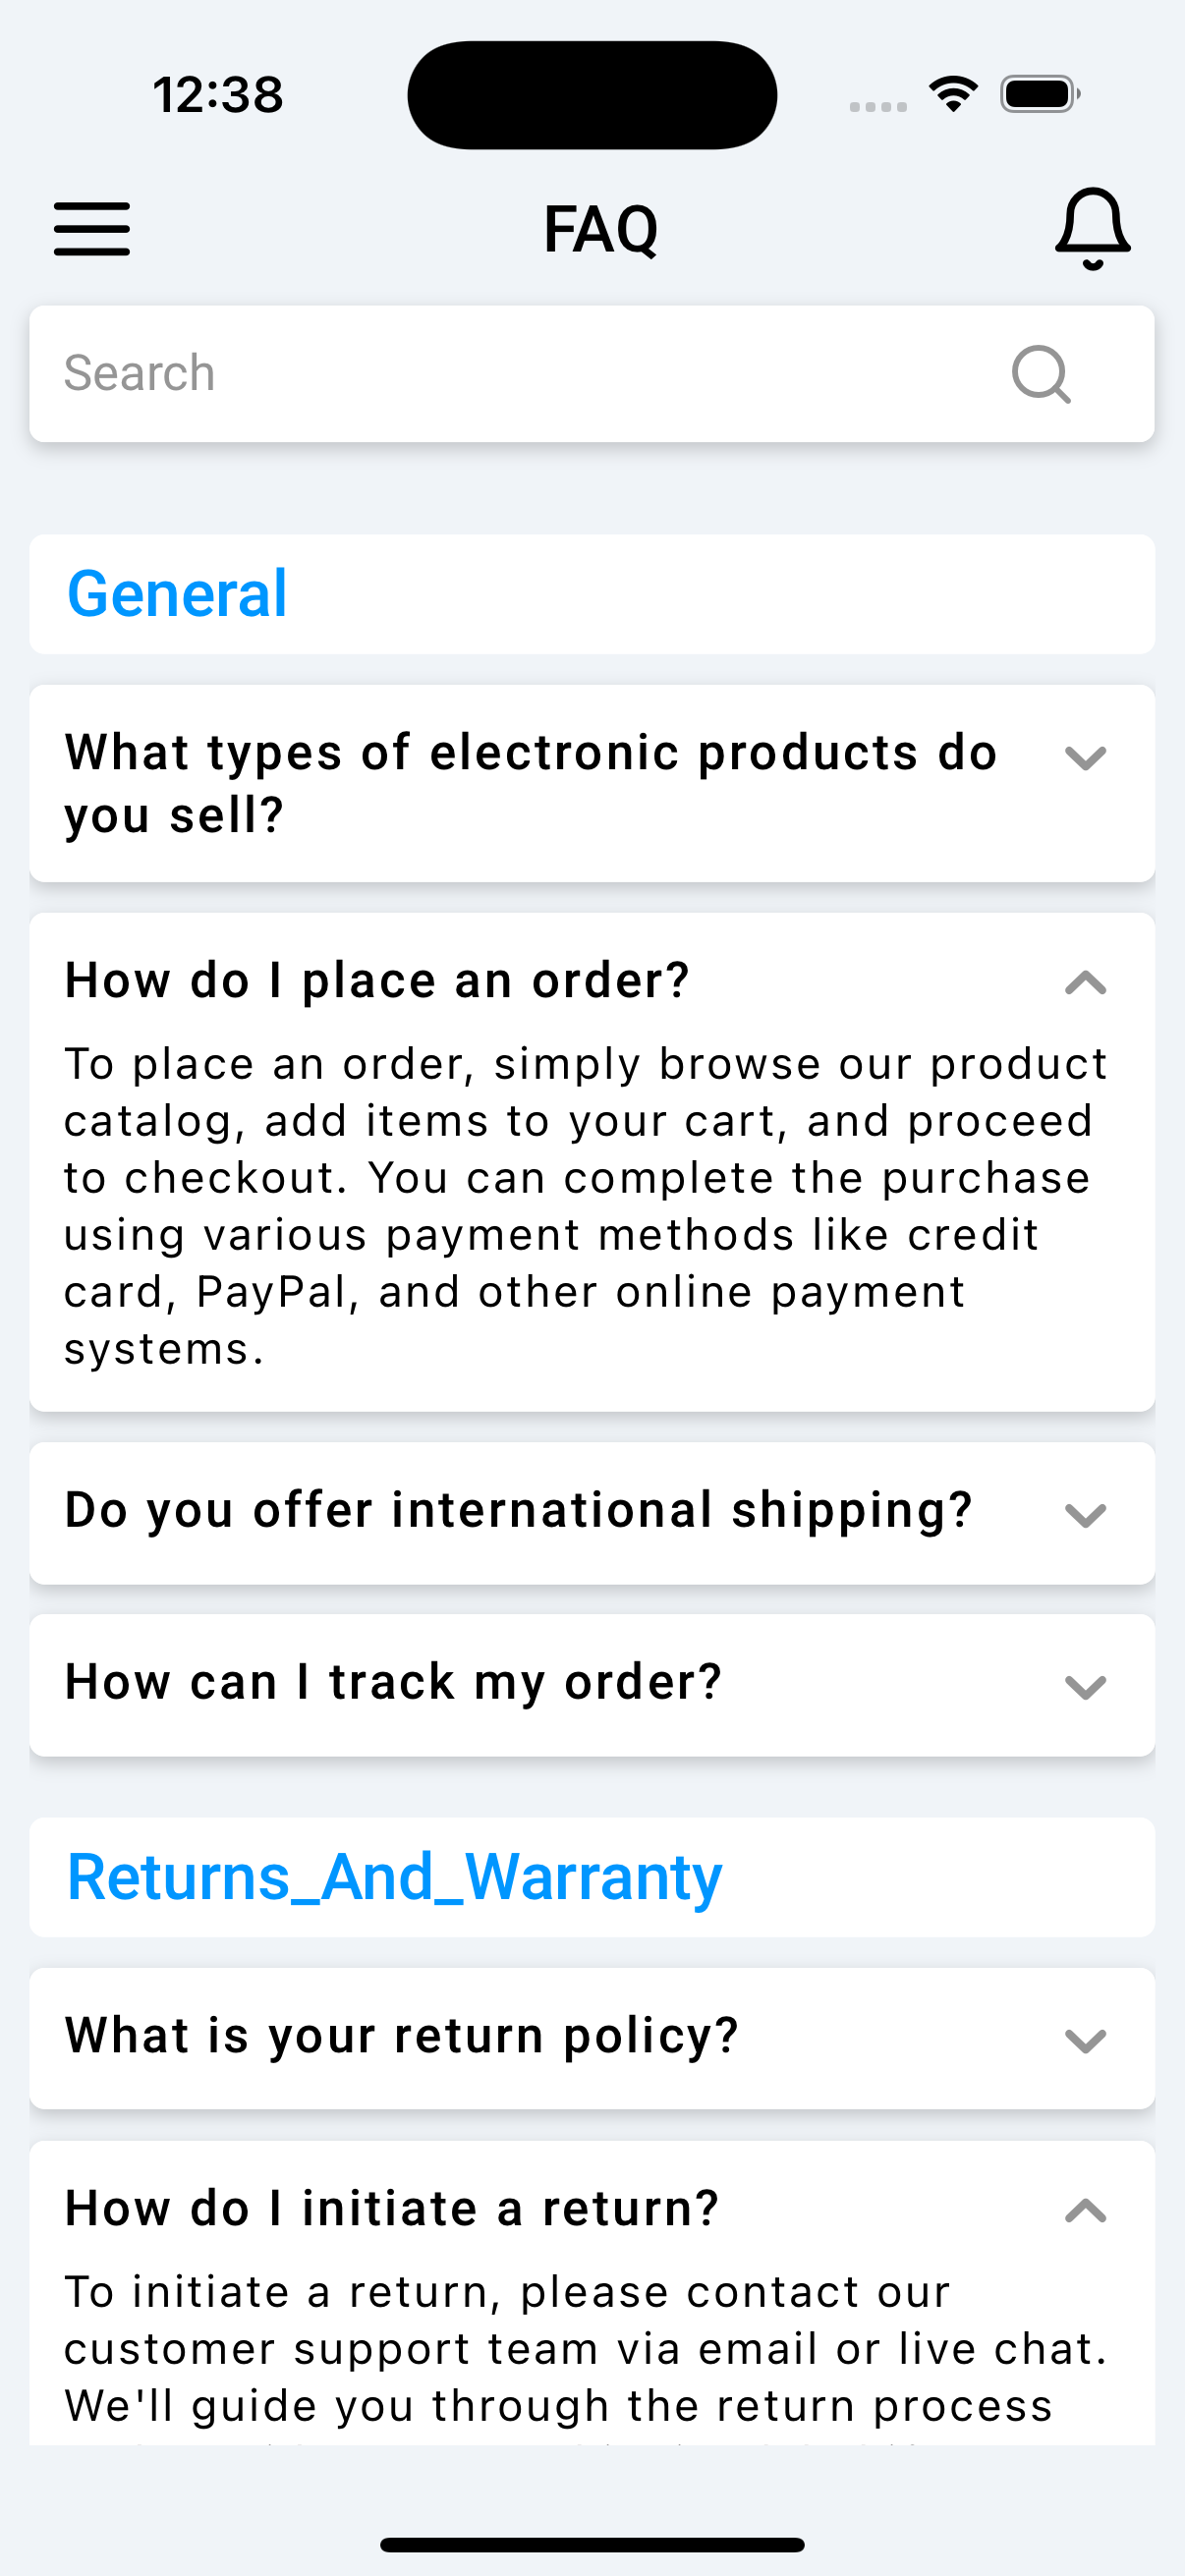 12:38
FAQ
Search
General
What types of electronic products do
you sell?
How do I place an order?
To place an order, simply browse our product
catalog, add items to your cart, and proceed
to checkout. You can complete the purchase
using various payment methods like credit
card, PayPal, and other online payment
systems.
Do you offer international shipping?
How can I track my order?
Returns_And_Warranty
What is your return policy?
How do I initiate a return?
To initiate a return, please contact our
customer support team via email or live chat.
We'll guide you through the return process